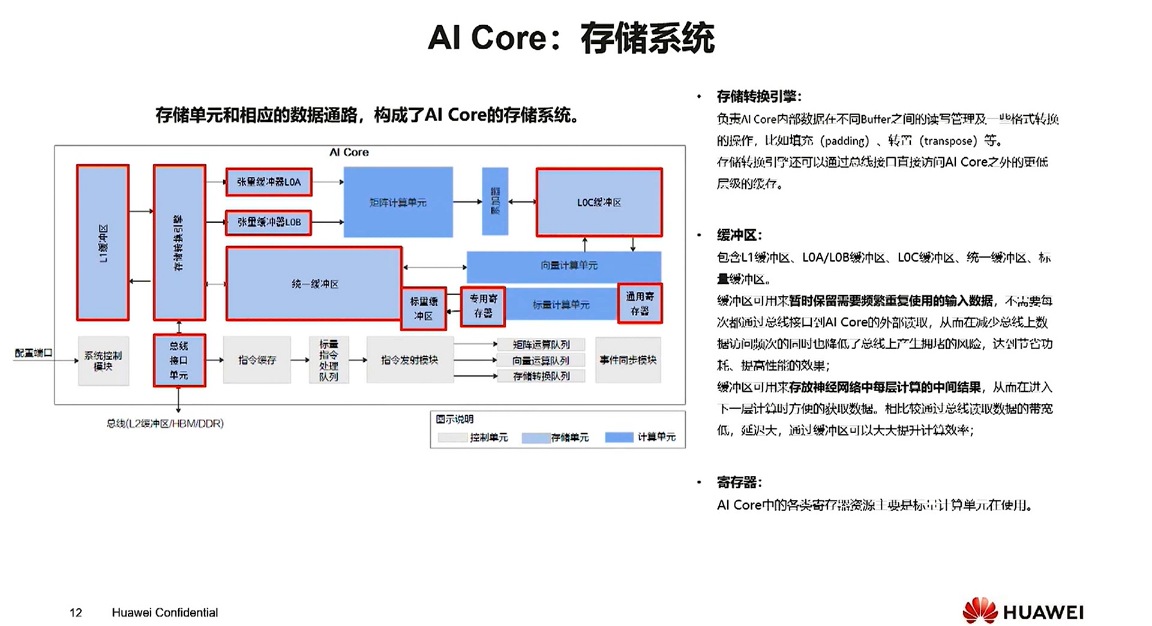 AI Core：存储系统
存储单元和相应的数据通路，构成了AI Core的存储系统。
AI Core
L1缓冲区
存储转换引擎
张量缓冲器L0A
张量缓冲器L0B
矩阵计算单元
累加器
L0C缓冲区
统一缓冲区
向量计算单元
标量缓
冲区
专用寄
存器
标量计算单元
通用寄
存器
配置端口
系统控制
模块
总线
接口
单元
指令缓存
标量
指令
处理
队列
指令发射模块
矩阵运算队列
向量运算队列
存储转换队列
事件同步模块
总线(L2缓冲区/HBM/DDR)
图示说明
控制单元
存储单元
计算单元
• 存储转换引擎：
负责AI Core内部数据在不同Buffer之间的读写管理及一些格式转换
的操作，比如填充（padding）、转置（transpose）等。
存储转换引擎还可以通过总线接口直接访问AI Core之外的更低
层级的缓存。
• 缓冲区：
包含L1缓冲区、L0A/L0B缓冲区、L0C缓冲区、统一缓冲区、标
量缓冲区。
缓冲区可用来暂时保留需要频繁重复使用的输入数据，不需要每
次都通过总线接口到AI Core的外部读取，从而在减少总线上数
据访问频次的同时也降低了总线上产生拥堵的风险，达到节省功
耗、提高性能的效果；
缓冲区可用来存放神经网络中每层计算的中间结果，从而在进入
下一层计算时方便的获取数据。相比较通过总线读取数据的带宽
低，延迟大，通过缓冲区可以大大提升计算效率；
• 寄存器：
AI Core中的各类寄存器资源主要是标量计算单元在使用。
12
Huawei Confidential
HUAWEI